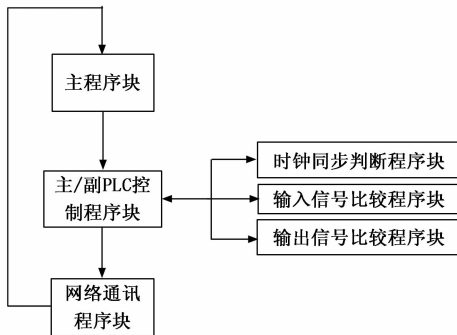 主程序块
主/副PLC控
制程序块
时钟同步判断程序块
输入信号比较程序块
输出信号比较程序块
网络通讯
程序块